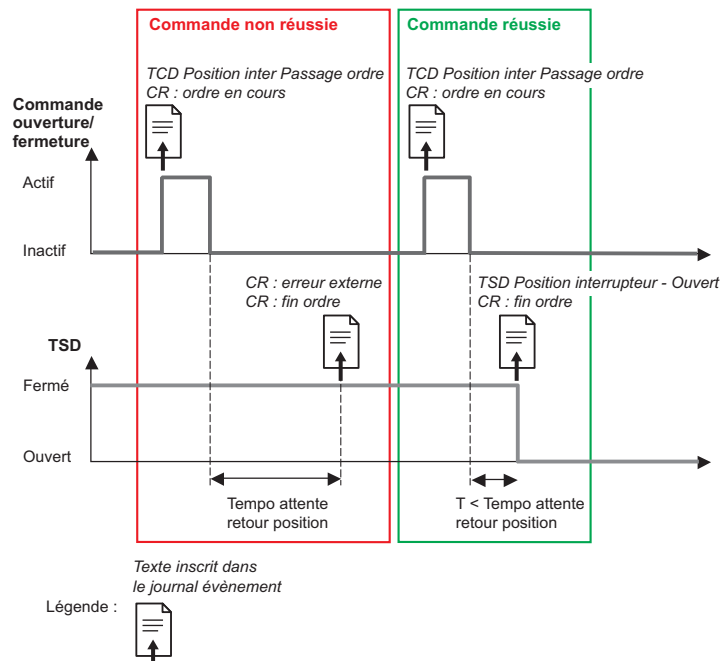 Commande non réussie
Commande réussie
TCD Position inter Passage ordre
CR : ordre en cours
TCD Position inter Passage ordre
CR : ordre en cours
Commande
ouverture/
fermeture
Actif
Inactif
CR : erreur externe
CR : fin ordre
TSD Position interrupteur - Ouvert
CR : fin ordre
TSD
Fermé
Ouvert
Tempo attente
retour position
T < Tempo attente
retour position
Texte inscrit dans
le journal évènement
Légende :